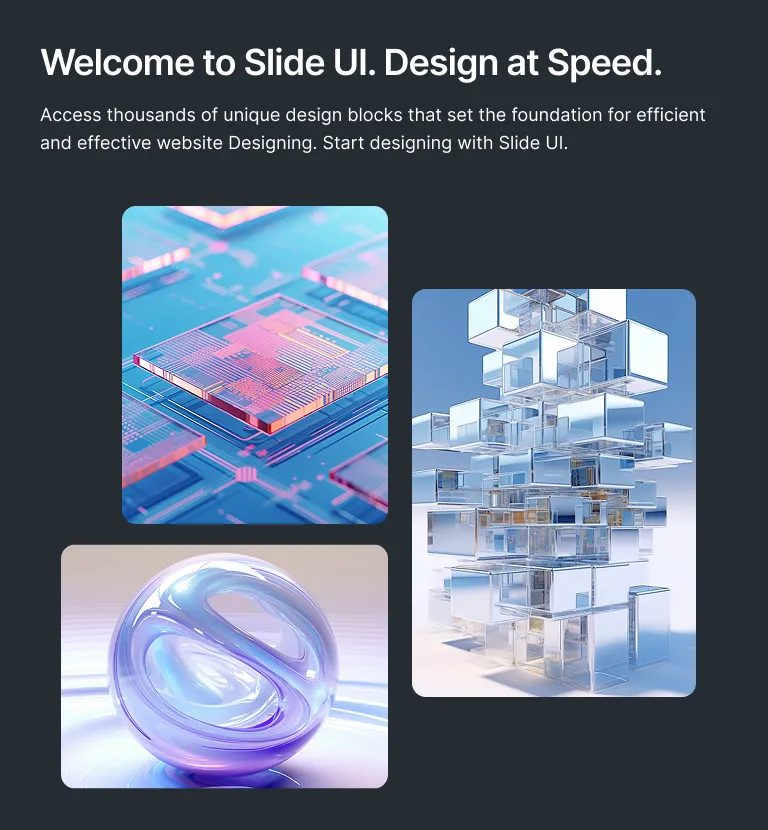 Welcome to Slide UI. Design at Speed.
Access thousands of unique design blocks that set the foundation for efficient
and effective website Designing. Start designing with Slide UI.